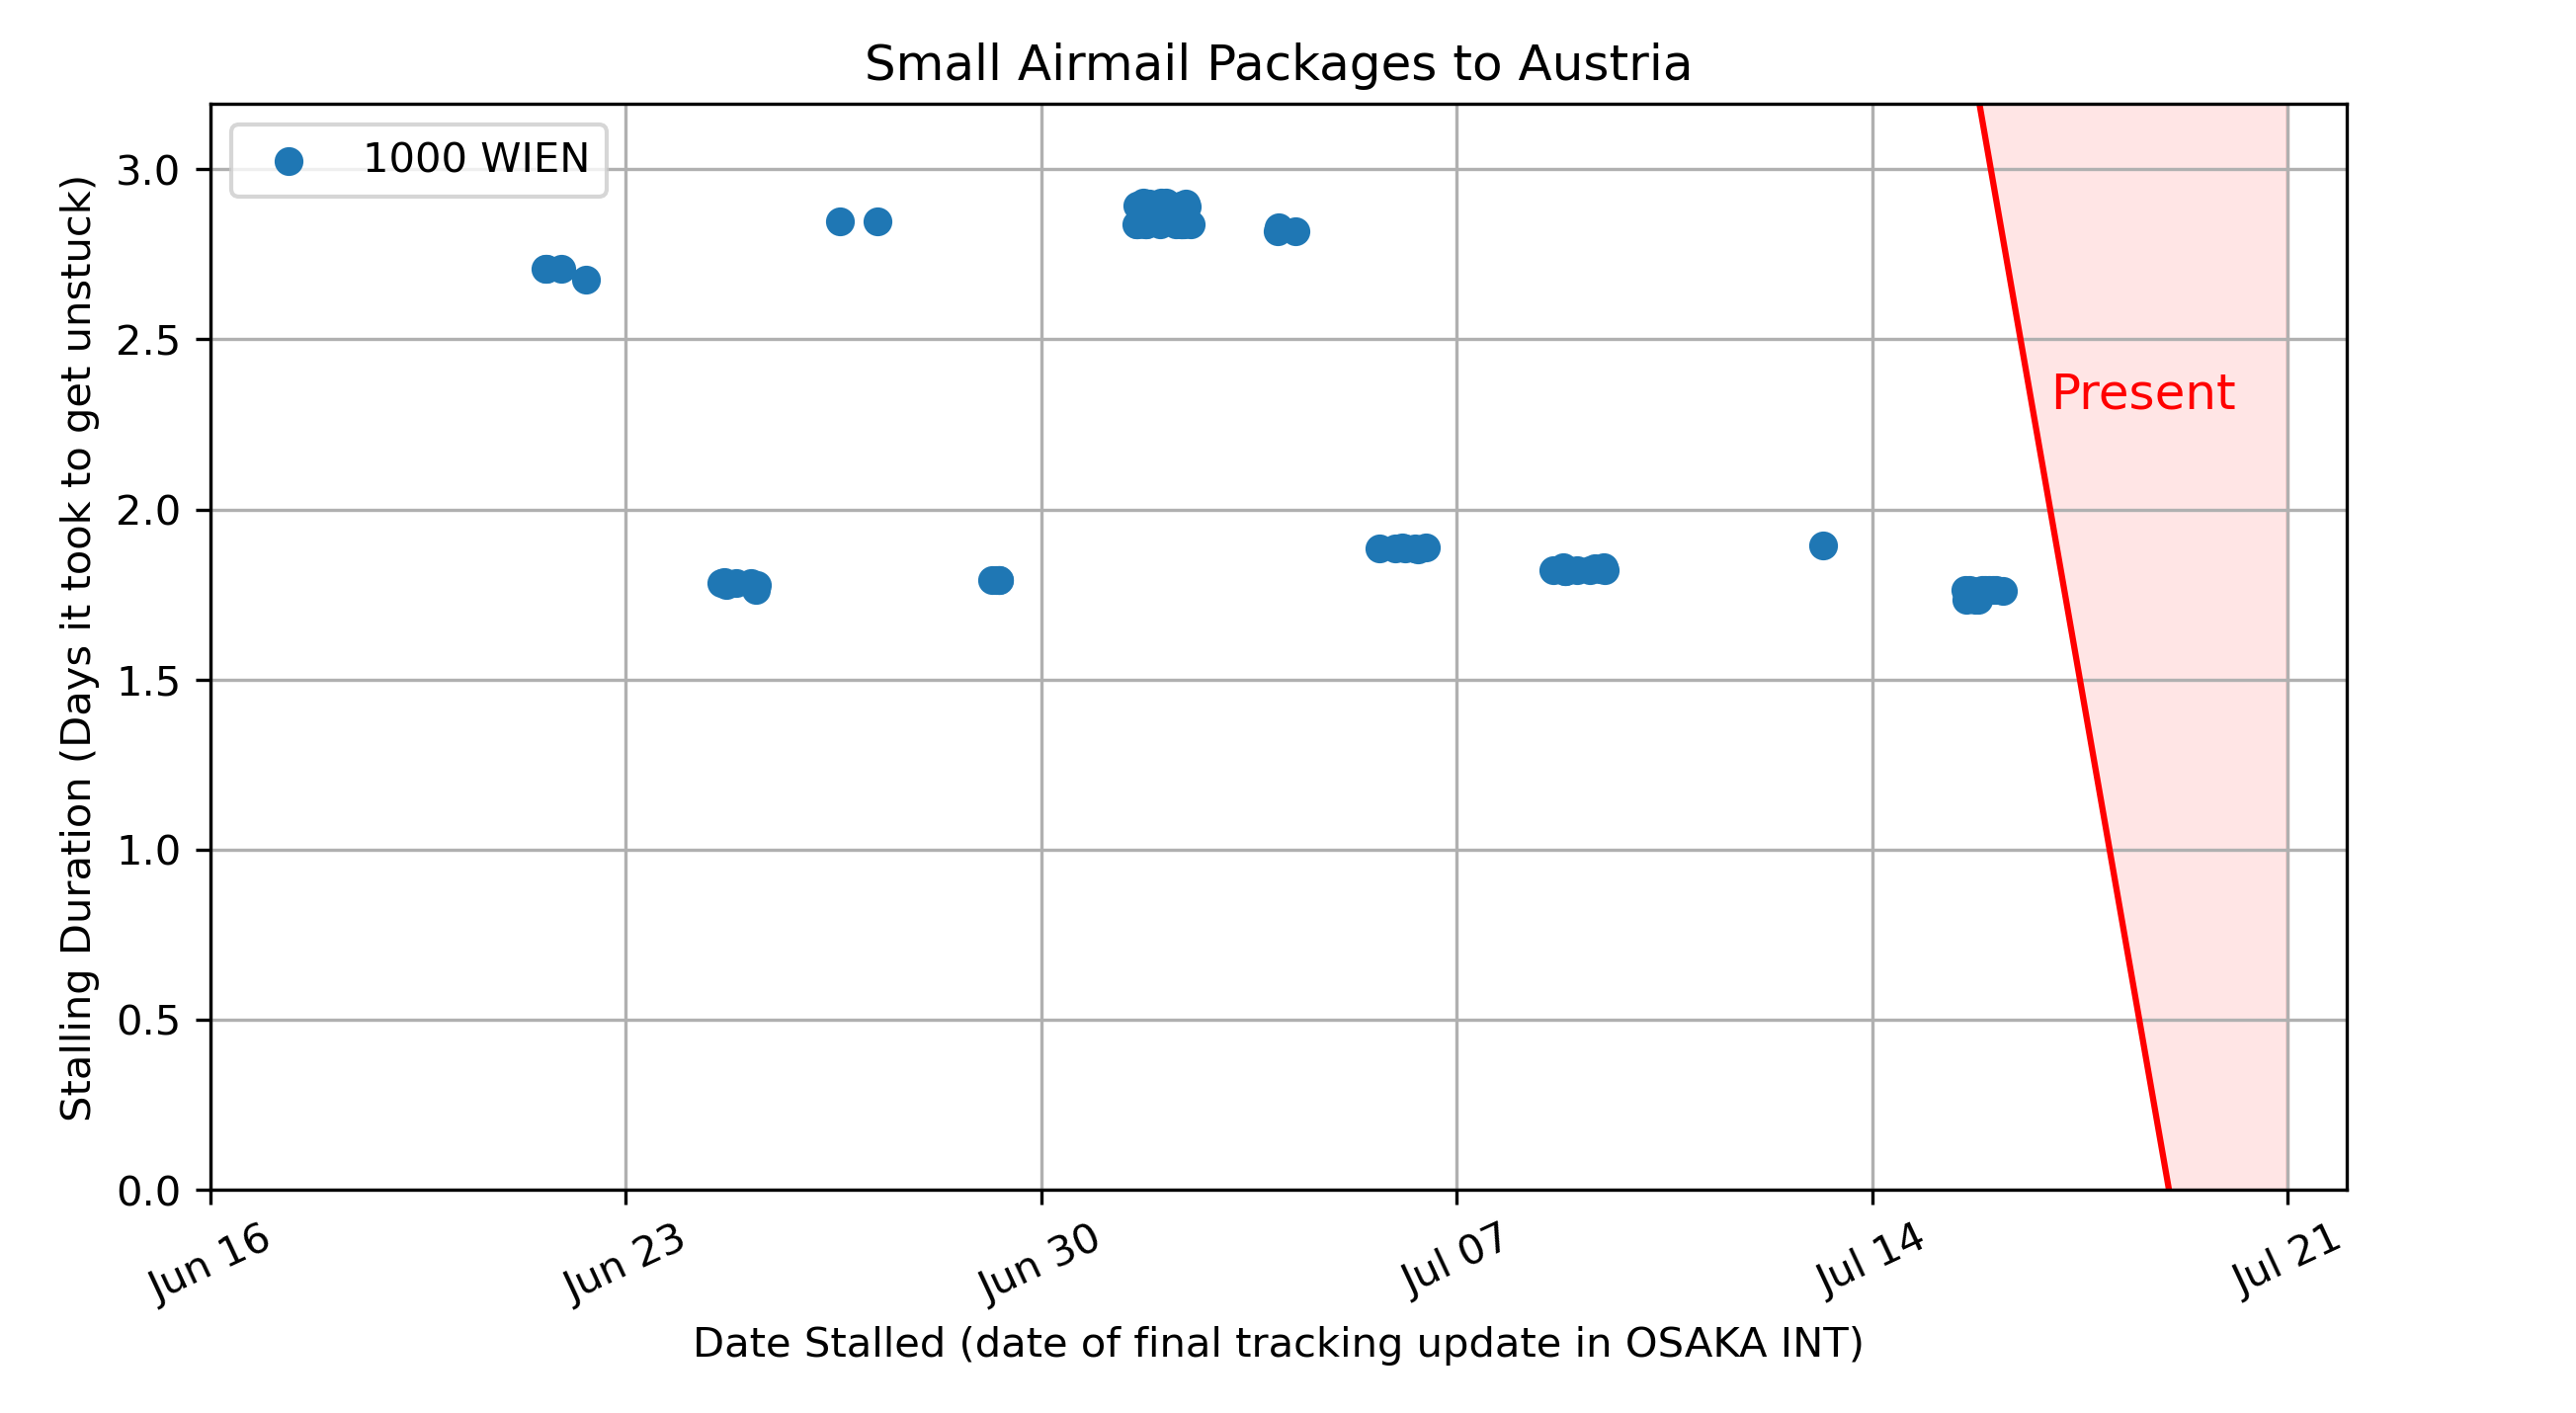 Small Airmail Packages to Austria
1000 WIEN
Stalling Duration (Days it took to get unstuck)
3.0
2.5
2.0
1.5
1.0
0.5
0.0
Present
Jun 16
Jun 23
Jun 30
Jul 07
Jul 14
Jul 21
Date Stalled (date of final tracking update in OSAKA INT)